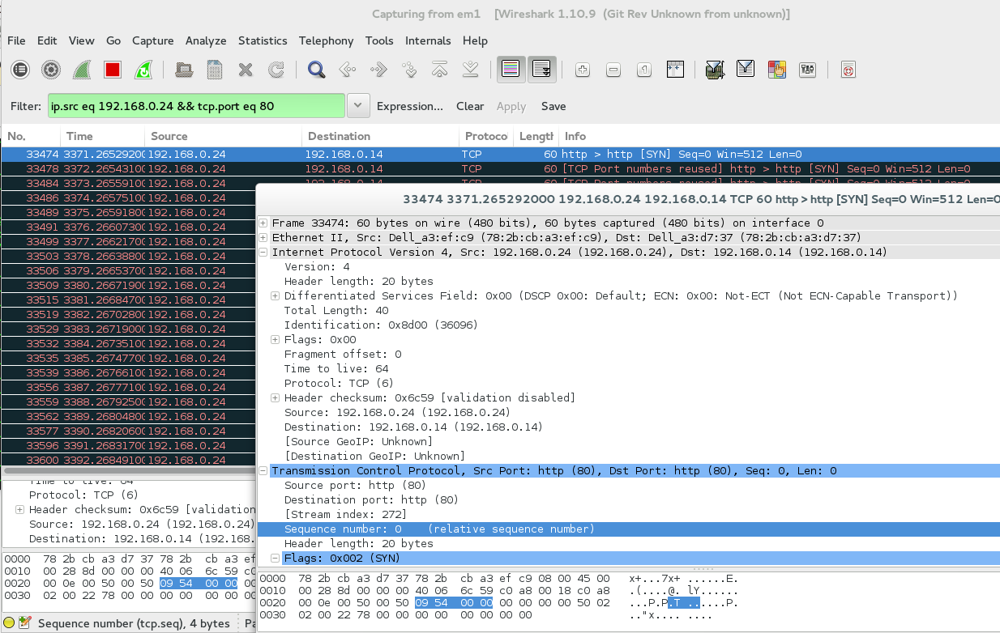 Capturing from em1 [Wireshark 1.10.9 (Git Rev Unknown from unknown)]
File Edit View Go Capture Analyze Statistics Telephony Tools Internals Help
Filter: ip.src eq 192.168.0.24 && tcp.port eq 80 Expression... Clear Apply Save
No. Time Source Destination Protoco Length Info
33474 3371.26529200 192.168.0.24 192.168.0.14 TCP 60 http > http [SYN] Seq=0 Win=512 Len=0
33478 3372.26543100 192.168.0.24 192.168.0.14 TCP 60 [TCP Port numbers reused] http > http [SYN] Seq=0 Win=512 Len=0
33484 3373.26559100 192.168.0.24 192.168.0.14 TCP 60 [TCP Port numbers reused] http > http [SYN] Seq=0 Win=512 Len=0
33486 3374.26575100 192.168.0.24
33489 3375.26591800 192.168.0.24
33491 3376.26607300 192.168.0.24
33499 3377.26621700 192.168.0.24
33503 3378.26638800 192.168.0.24
33506 3379.26653700 192.168.0.24
33509 3380.26671900 192.168.0.24
33515 3381.26684700 192.168.0.24
33519 3382.26702800 192.168.0.24
33529 3383.26719000 192.168.0.24
33532 3384.26735100 192.168.0.24
33535 3385.26747700 192.168.0.24
33539 3386.26766100 192.168.0.24
33556 3387.26777100 192.168.0.24
33559 3388.26792500 192.168.0.24
33562 3389.26804800 192.168.0.24
33577 3390.26820600 192.168.0.24
33596 3391.26831700 192.168.0.24
33600 3392.26849100 192.168.0.24
Time to live: 64
Protocol: TCP (6)
Header checksum: 0x6c59 [validation
Source: 192.168.0.24 (192.168.0.24)
Destination: 192.168.0.14 (192.168.
0000 78 2b cb a3 d7 37 78 2b cb a3 ef
0010 00 28 8d 00 00 00 40 06 6c 59 c0
0020 00 0e 00 50 00 50 09 54 00 00 00
0030 02 00 22 78 00 00 00 00 00 00 00
Sequence number (tcp.seq), 4 bytes Pa
33474 3371.265292000 192.168.0.24 192.168.0.14 TCP 60 http > http [SYN] Seq=0 Win=512 Len=0
Frame 33474: 60 bytes on wire (480 bits), 60 bytes captured (480 bits) on interface 0
Ethernet II, Src: Dell_a3:ef:c9 (78:2b:cb:a3:ef:c9), Dst: Dell_a3:d7:37 (78:2b:cb:a3:d7:37)
Internet Protocol Version 4, Src: 192.168.0.24 (192.168.0.24), Dst: 192.168.0.14 (192.168.0.14)
Version: 4
Header length: 20 bytes
Differentiated Services Field: 0x00 (DSCP 0x00: Default; ECN: 0x00: Not-ECT (Not ECN-Capable Transport))
Total Length: 40
Identification: 0x8d00 (36096)
Flags: 0x00
Fragment offset: 0
Time to live: 64
Protocol: TCP (6)
Header checksum: 0x6c59 [validation disabled]
Source: 192.168.0.24 (192.168.0.24)
Destination: 192.168.0.14 (192.168.0.14)
[Source GeoIP: Unknown]
[Destination GeoIP: Unknown]
Transmission Control Protocol, Src Port: http (80), Dst Port: http (80), Seq: 0, Len: 0
Source port: http (80)
Destination port: http (80)
[Stream index: 272]
Sequence number: 0 (relative sequence number)
Header length: 20 bytes
Flags: 0x002 (SYN)
0000 78 2b cb a3 d7 37 78 2b cb a3 ef c9 08 00 45 00 x+...7x+ ......E.
0010 00 28 8d 00 00 00 40 06 6c 59 c0 a8 00 18 c0 a8 .(....@. lY......
0020 00 0e 00 50 00 50 09 54 00 00 00 00 00 00 50 02 ...P.P.T ......P.
0030 02 00 22 78 00 00 00 00 00 00 00 00 .."x.... ....